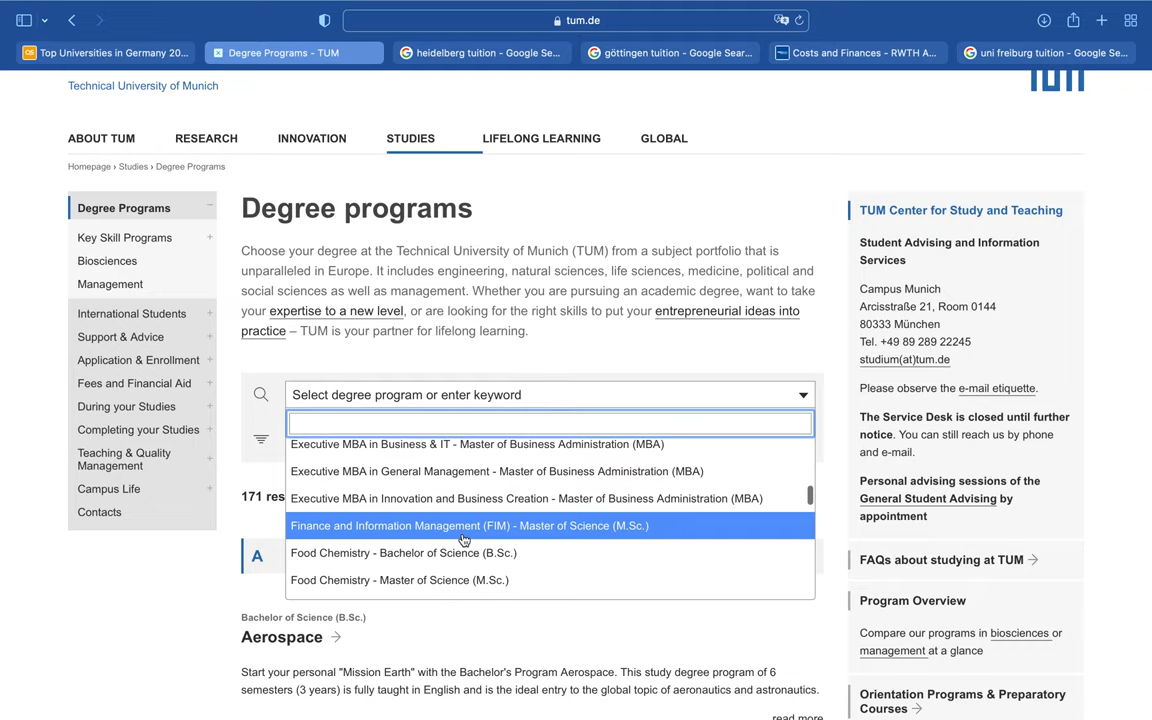 tum.de
Top Universities in Germany 20...
Degree Programs - TUM
heidelberg tuition - Google Se...
göttingen tuition - Google Sear...
Costs and Finances - RWTH A...
uni freiburg tuition - Google Se...
Technical University of Munich
TUM
ABOUT TUM
RESEARCH
INNOVATION
STUDIES
LIFELONG LEARNING
GLOBAL
Homepage › Studies › Degree Programs
Degree Programs
Key Skill Programs
Biosciences
Management
International Students
Support & Advice
Application & Enrollment
Fees and Financial Aid
During your Studies
Completing your Studies
Teaching & Quality
Management
Campus Life
Contacts
Degree programs
Choose your degree at the Technical University of Munich (TUM) from a subject portfolio that is
unparalleled in Europe. It includes engineering, natural sciences, life sciences, medicine, political and
social sciences as well as management. Whether you are pursuing an academic degree, want to take
your expertise to a new level, or are looking for the right skills to put your entrepreneurial ideas into
practice – TUM is your partner for lifelong learning.
Select degree program or enter keyword
Executive MBA in Business & IT - Master of Business Administration (MBA)
Executive MBA in General Management - Master of Business Administration (MBA)
Executive MBA in Innovation and Business Creation - Master of Business Administration (MBA)
Finance and Information Management (FIM) - Master of Science (M.Sc.)
Food Chemistry - Bachelor of Science (B.Sc.)
Food Chemistry - Master of Science (M.Sc.)
171 res
A
Bachelor of Science (B.Sc.)
Aerospace →
Start your personal "Mission Earth" with the Bachelor's Program Aerospace. This study degree program of 6
semesters (3 years) is fully taught in English and is the ideal entry to the global topic of aeronautics and astronautics.
read more
TUM Center for Study and Teaching
Student Advising and Information
Services
Campus Munich
Arcisstraße 21, Room 0144
80333 München
Tel. +49 89 289 22245
studium(at)tum.de
Please observe the e-mail etiquette.
The Service Desk is closed until further
notice. You can still reach us by phone
and e-mail.
Personal advising sessions of the
General Student Advising by
appointment
FAQs about studying at TUM →
Program Overview
Compare our programs in biosciences or
management at a glance
Orientation Programs & Preparatory
Courses →